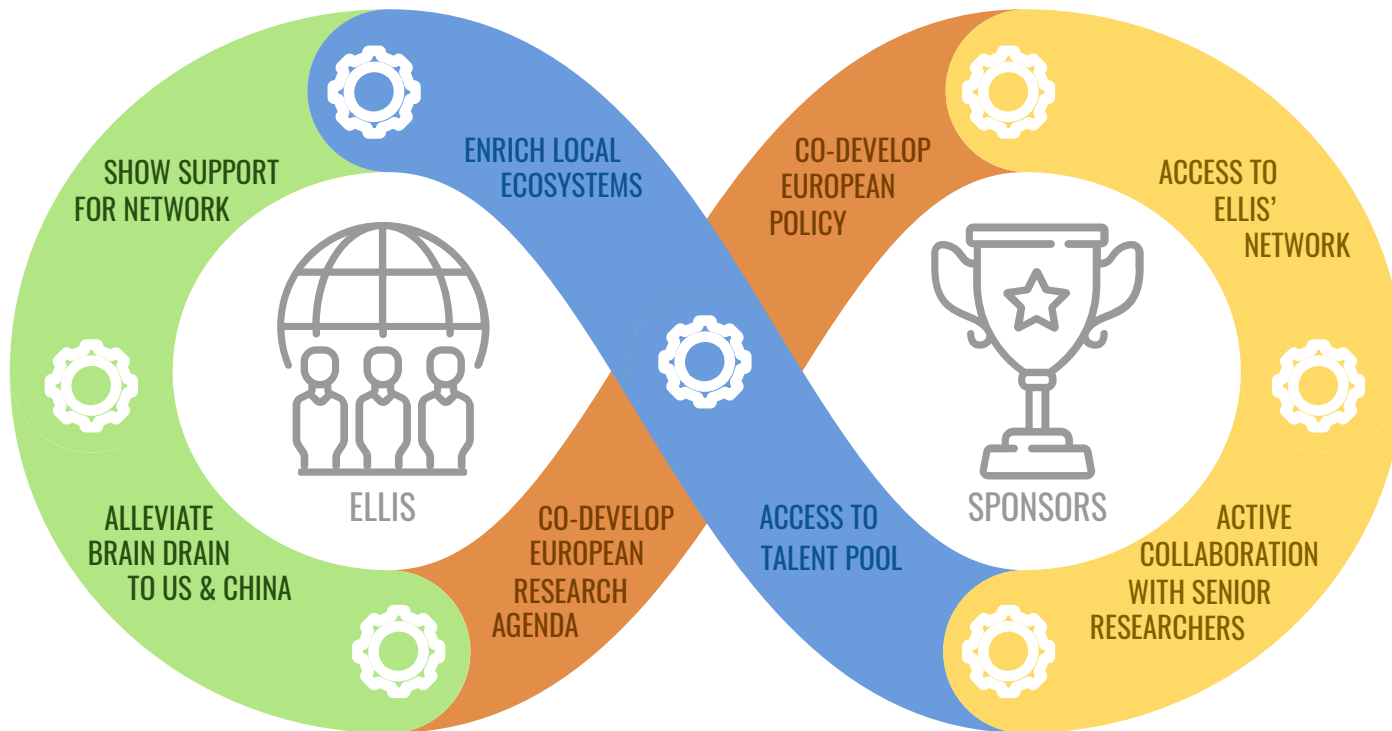 SHOW SUPPORT
FOR NETWORK
ENRICH LOCAL
ECOSYSTEMS
CO-DEVELOP
EUROPEAN
POLICY
ACCESS TO
ELLIS’
NETWORK
ELLIS
SPONSORS
ALLEVIATE
BRAIN DRAIN
TO US & CHINA
CO-DEVELOP
EUROPEAN
RESEARCH
AGENDA
ACCESS TO
TALENT POOL
ACTIVE
COLLABORATION
WITH SENIOR
RESEARCHERS